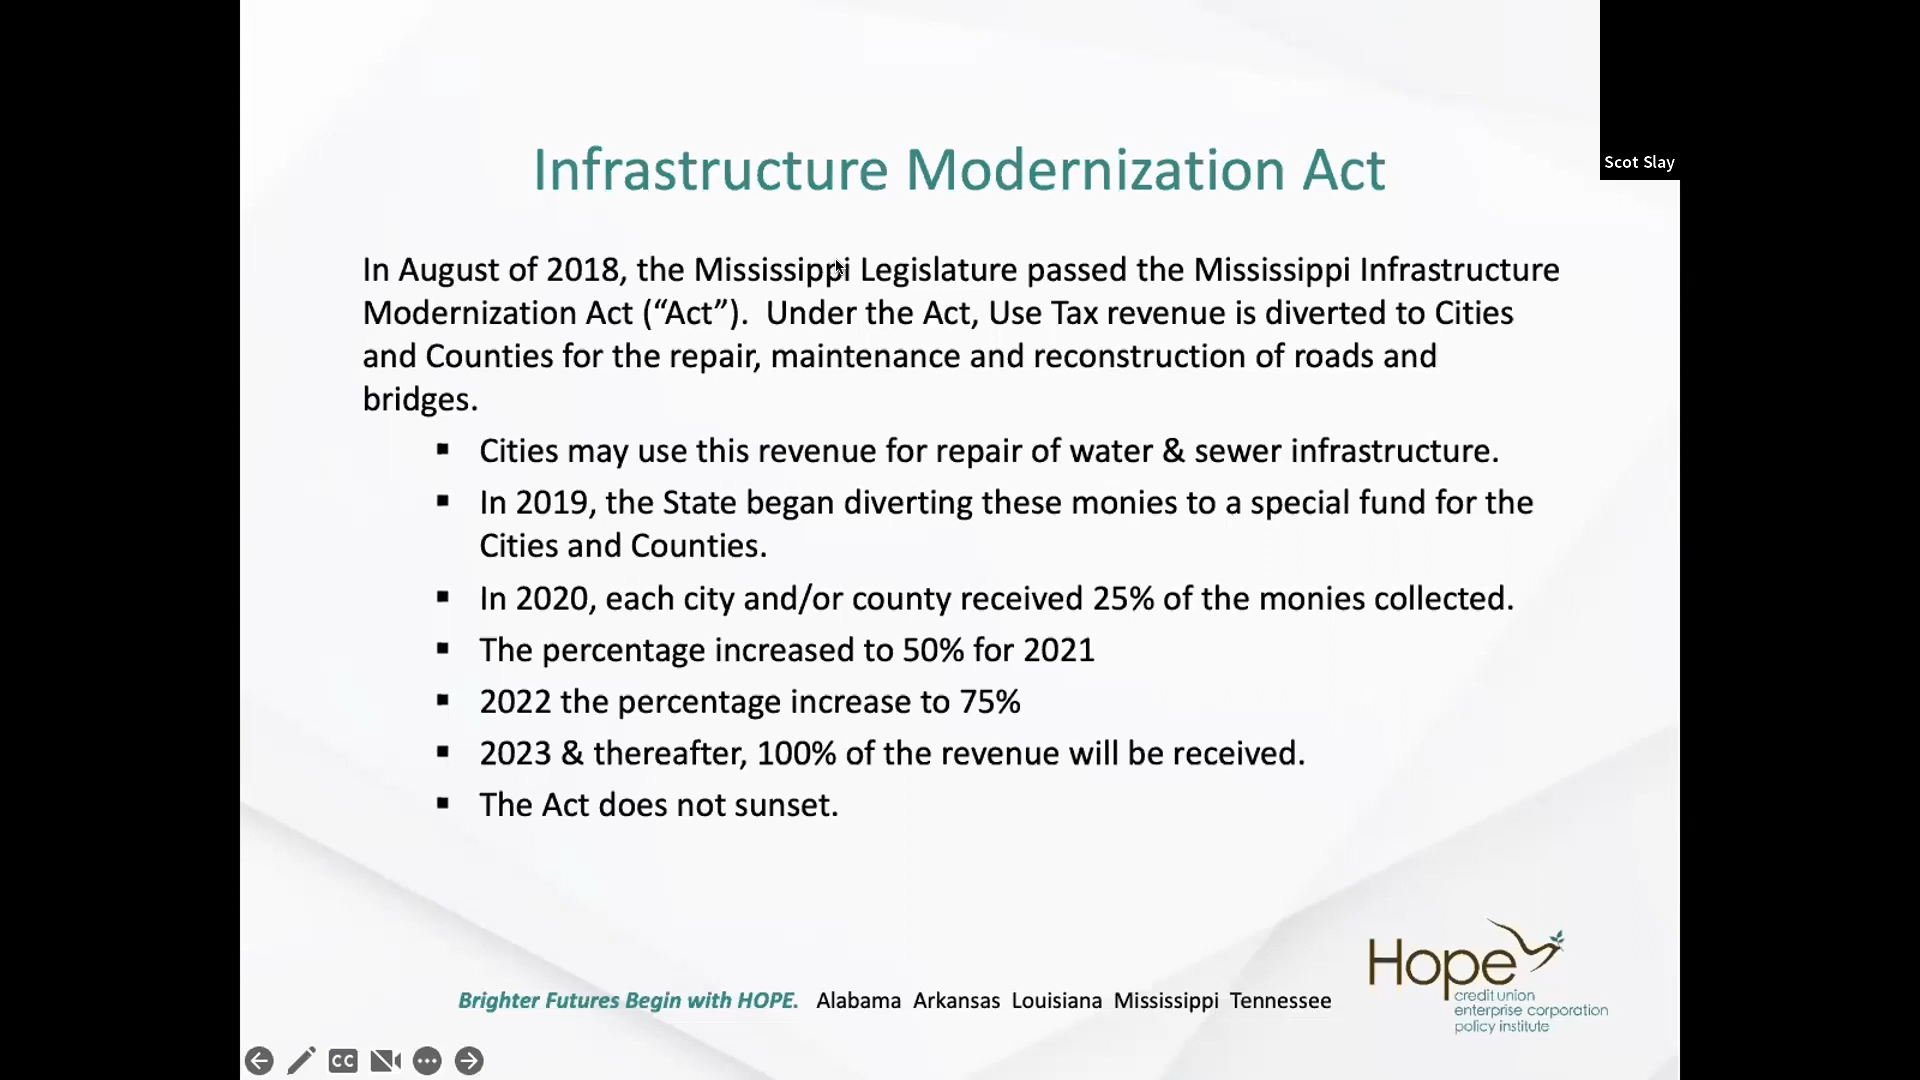 Infrastructure Modernization Act
Scot Slay
In August of 2018, the Mississippi Legislature passed the Mississippi Infrastructure
Modernization Act (“Act”).  Under the Act, Use Tax revenue is diverted to Cities
and Counties for the repair, maintenance and reconstruction of roads and
bridges.
▪ Cities may use this revenue for repair of water & sewer infrastructure.
▪ In 2019, the State began diverting these monies to a special fund for the
Cities and Counties.
▪ In 2020, each city and/or county received 25% of the monies collected.
▪ The percentage increased to 50% for 2021
▪ 2022 the percentage increase to 75%
▪ 2023 & thereafter, 100% of the revenue will be received.
▪ The Act does not sunset.
Brighter Futures Begin with HOPE. Alabama Arkansas Louisiana Mississippi Tennessee
Hope
credit union
enterprise corporation
policy institute
CC